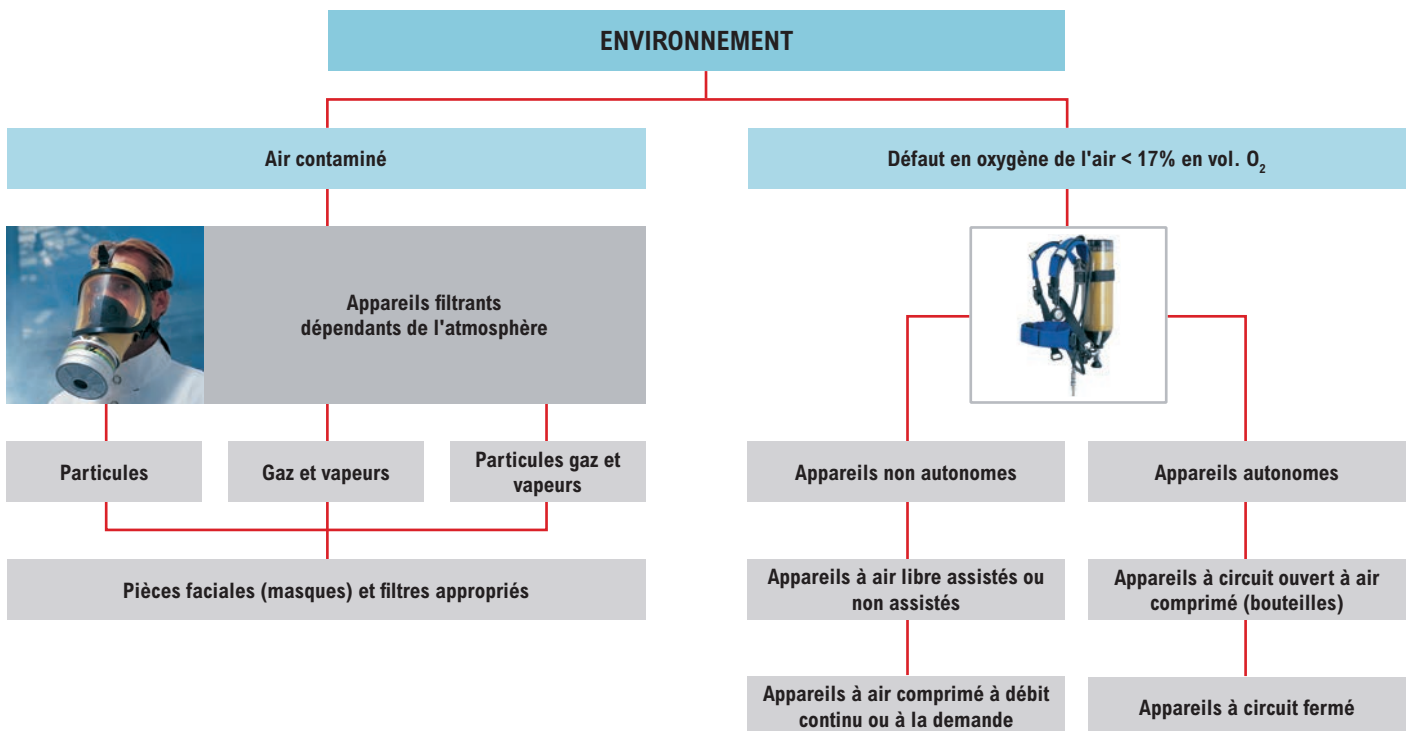 ENVIRONNEMENT
Air contaminé
Défaut en oxygène de l'air < 17% en vol. O₂
Appareils filtrants
dépendants de l'atmosphère
Particules
Gaz et vapeurs
Particules gaz et
vapeurs
Appareils non autonomes
Appareils autonomes
Pièces faciales (masques) et filtres appropriés
Appareils à air libre assistés ou
non assistés
Appareils à circuit ouvert à air
comprimé (bouteilles)
Appareils à air comprimé à débit
continu ou à la demande
Appareils à circuit fermé